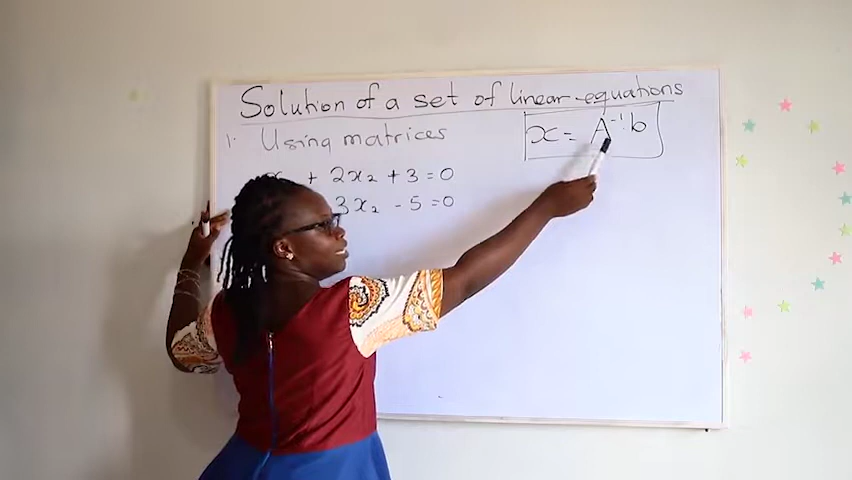 Solution of a set of linear equations
x = A⁻¹b
1. Using matrices
x + 2x₂ + 3 = 0
3x₂ - 5 = 0